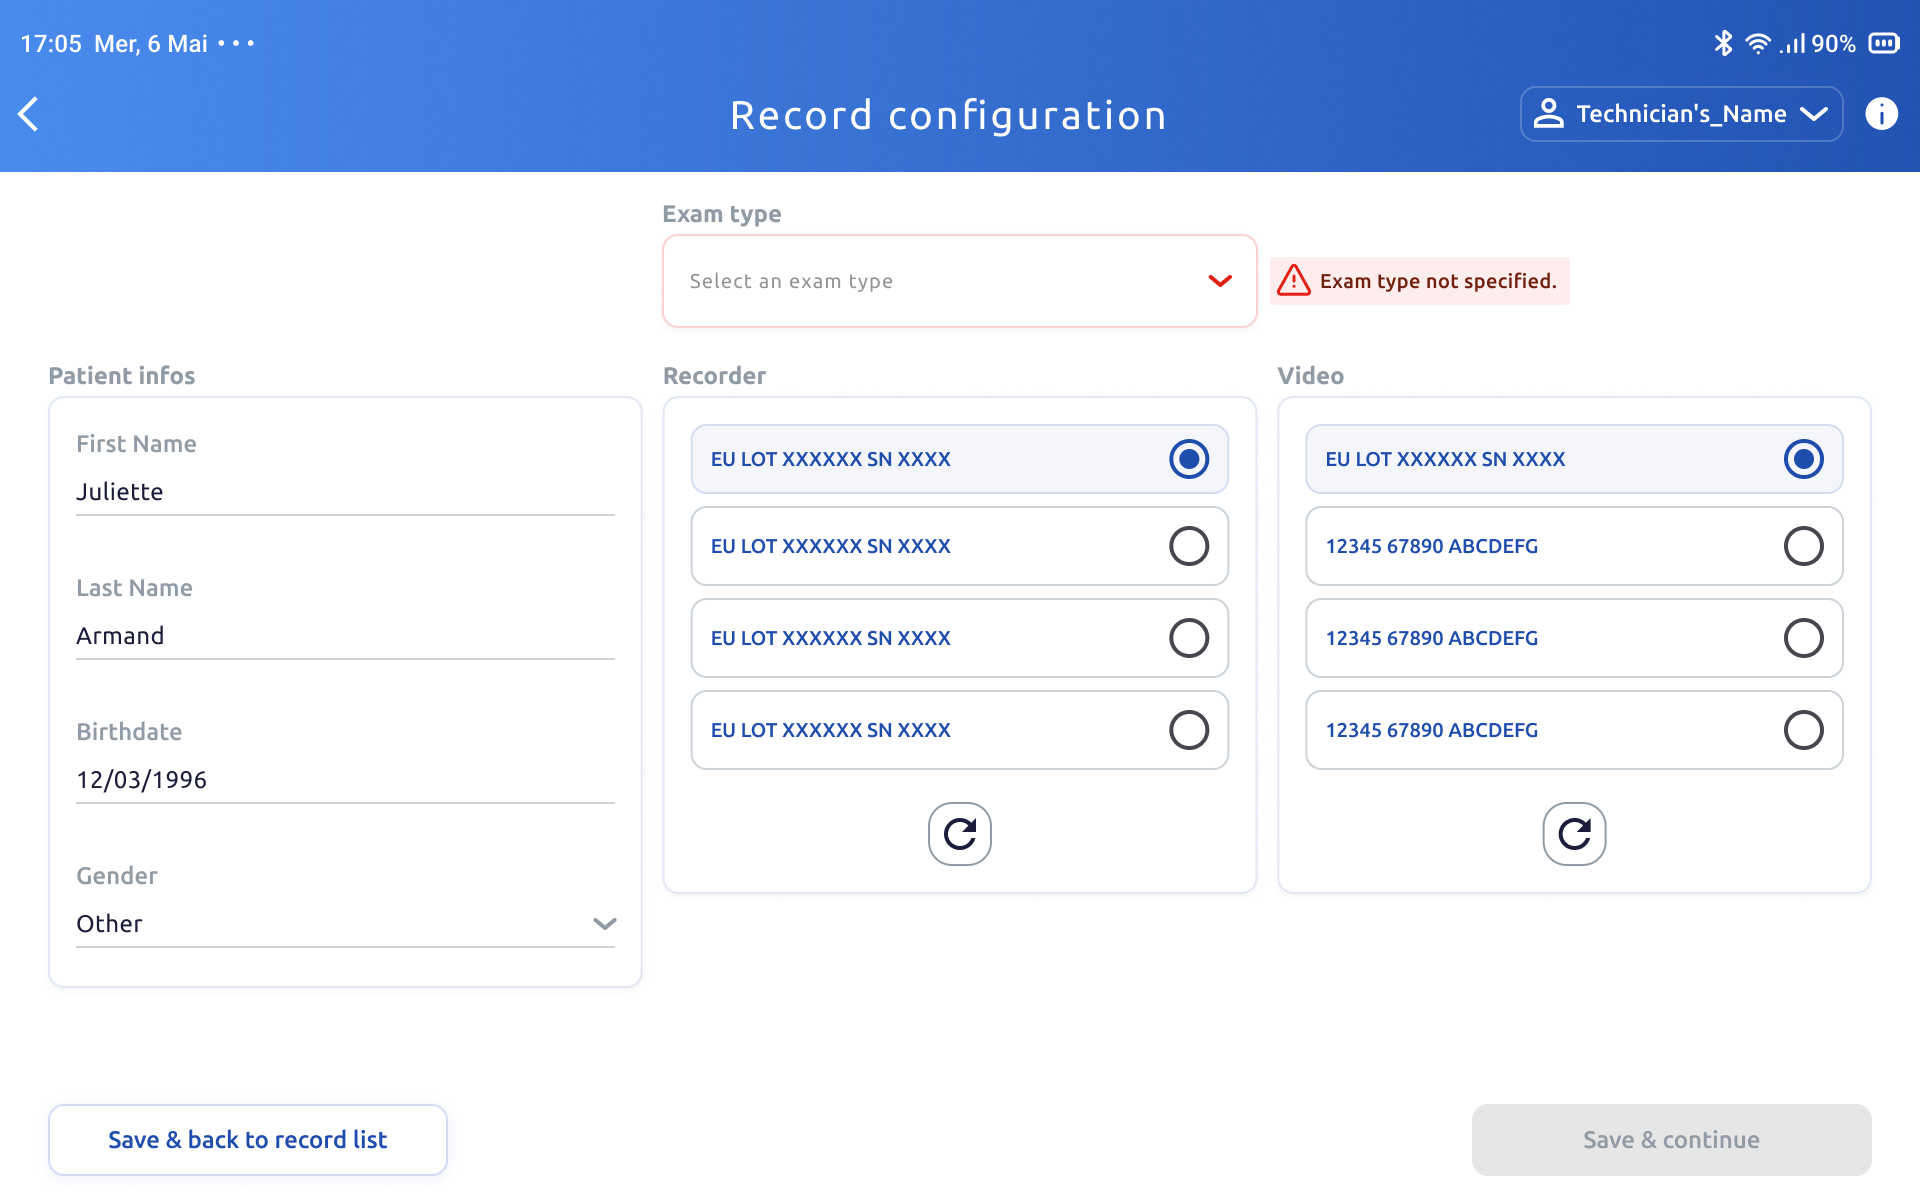 17:05 Mer, 6 Mai •••
90%
Record configuration
Technician's_Name
Exam type
Select an exam type
Exam type not specified.
Patient infos
First Name
Juliette
Last Name
Armand
Birthdate
12/03/1996
Gender
Other
Recorder
EU LOT XXXXXX SN XXXX
EU LOT XXXXXX SN XXXX
EU LOT XXXXXX SN XXXX
EU LOT XXXXXX SN XXXX
Video
EU LOT XXXXXX SN XXXX
12345 67890 ABCDEFG
12345 67890 ABCDEFG
12345 67890 ABCDEFG
Save & back to record list
Save & continue